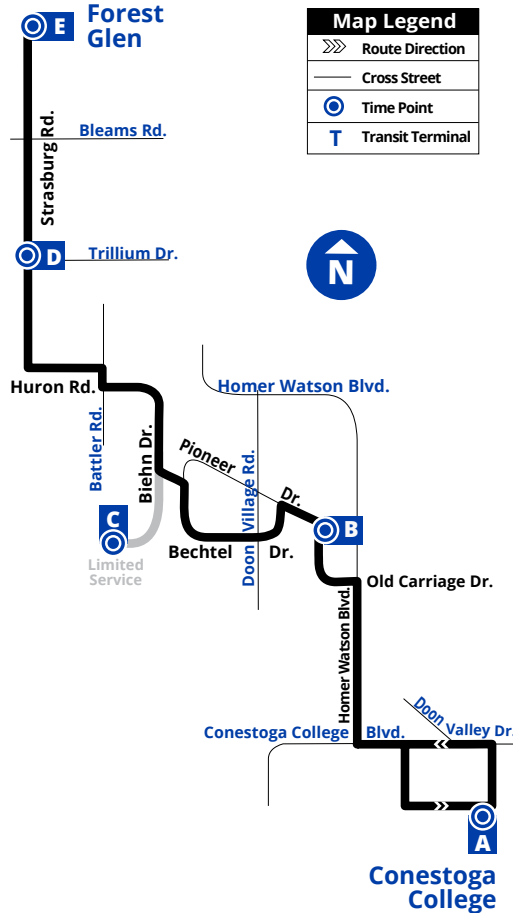 E
Forest
Glen
Map Legend
Route Direction
Cross Street
Time Point
T Transit Terminal
Bleams Rd.
Strasburg Rd.
D
Trillium Dr.
N
Huron Rd.
Homer Watson Blvd.
Battler Rd.
Biehn Dr.
Pioneer Dr.
Doon Village Rd.
C
Limited
Service
B
Bechtel Dr.
Old Carriage Dr.
Homer Watson Blvd.
Conestoga College Blvd.
Doon Valley Dr.
A
Conestoga
College